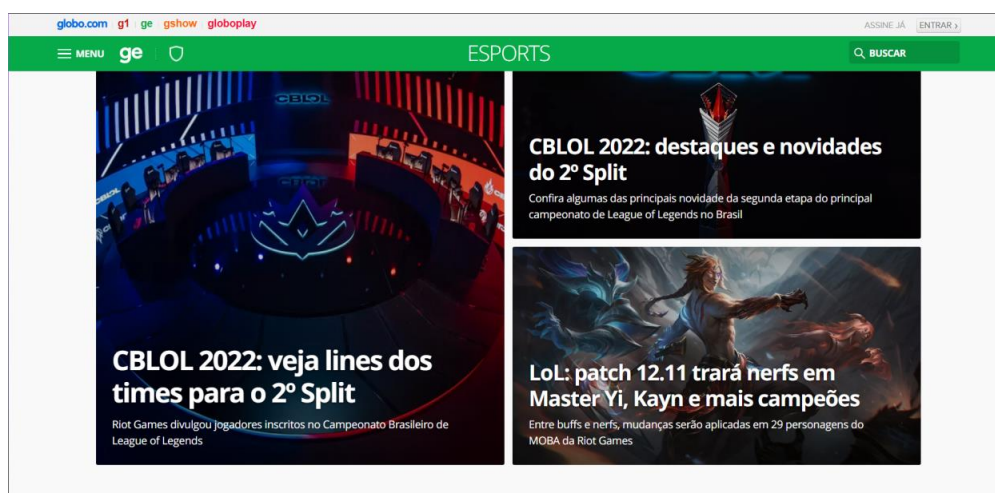 globo.com g1 ge gshow globoplay
ASSINE JÁ ENTRAR ›
MENU ge ESPORTS BUSCAR
CBLOL
CBLOL 2022: veja lines dos
times para o 2º Split
Riot Games divulgou jogadores inscritos no Campeonato Brasileiro de
League of Legends
CBLOL 2022: destaques e novidades
do 2º Split
Confira algumas das principais novidade da segunda etapa do principal
campeonato de League of Legends no Brasil
LoL: patch 12.11 trará nerfs em
Master Yi, Kayn e mais campeões
Entre buffs e nerfs, mudanças serão aplicadas em 29 personagens do
MOBA da Riot Games